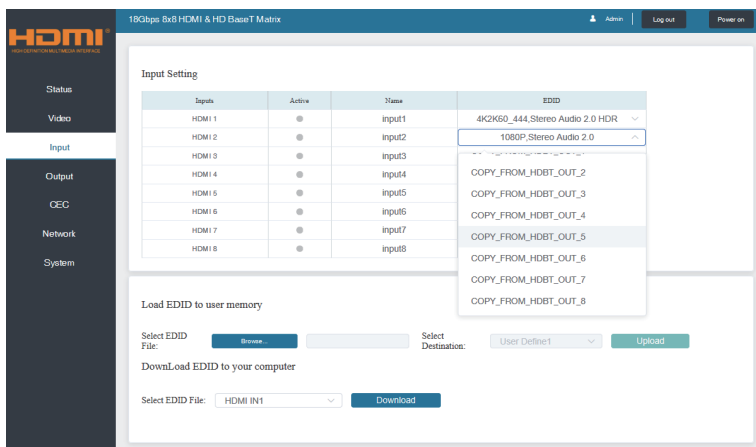 18Gbps 8x8 HDMI & HD BaseT Matrix
Admin
Log out
Power on
HDMI®
HIGH-DEFINITION MULTIMEDIA INTERFACE
Status
Video
Input
Output
CEC
Network
System
Input Setting
Inputs Active Name EDID
HDMI 1 input1 4K2K60_444,Stereo Audio 2.0 HDR
HDMI 2 input2 1080P,Stereo Audio 2.0
HDMI 3 input3
HDMI 4 input4
HDMI 5 input5
HDMI 6 input6
HDMI 7 input7
HDMI 8 input8
COPY_FROM_HDBT_OUT_2
COPY_FROM_HDBT_OUT_3
COPY_FROM_HDBT_OUT_4
COPY_FROM_HDBT_OUT_5
COPY_FROM_HDBT_OUT_6
COPY_FROM_HDBT_OUT_7
COPY_FROM_HDBT_OUT_8
Load EDID to user memory
Select EDID
File:
Browse...
Select
Destination:
User Define1
Upload
DownLoad EDID to your computer
Select EDID File:
HDMI IN1
Download